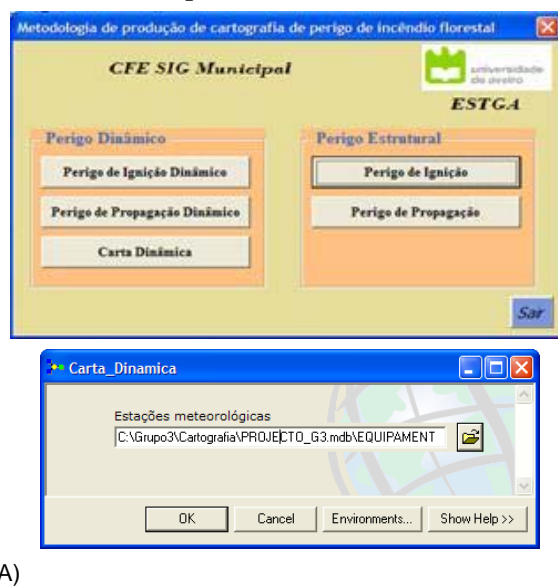 Metodologia de produção de cartografia de perigo de incêndio florestal
CFE SIG Municipal
universidade
de aveiro
ESTGA
Perigo Dinâmico
Perigo de Ignição Dinâmico
Perigo de Propagação Dinâmico
Carta Dinâmica
Perigo Estrutural
Perigo de Ignição
Perigo de Propagação
Sair
Carta_Dinamica
Estações meteorológicas
C:\Grupo3\Cartografia\PROJECTO_G3.mdb\EQUIPAMENT
OK Cancel Environments... Show Help >>
A)